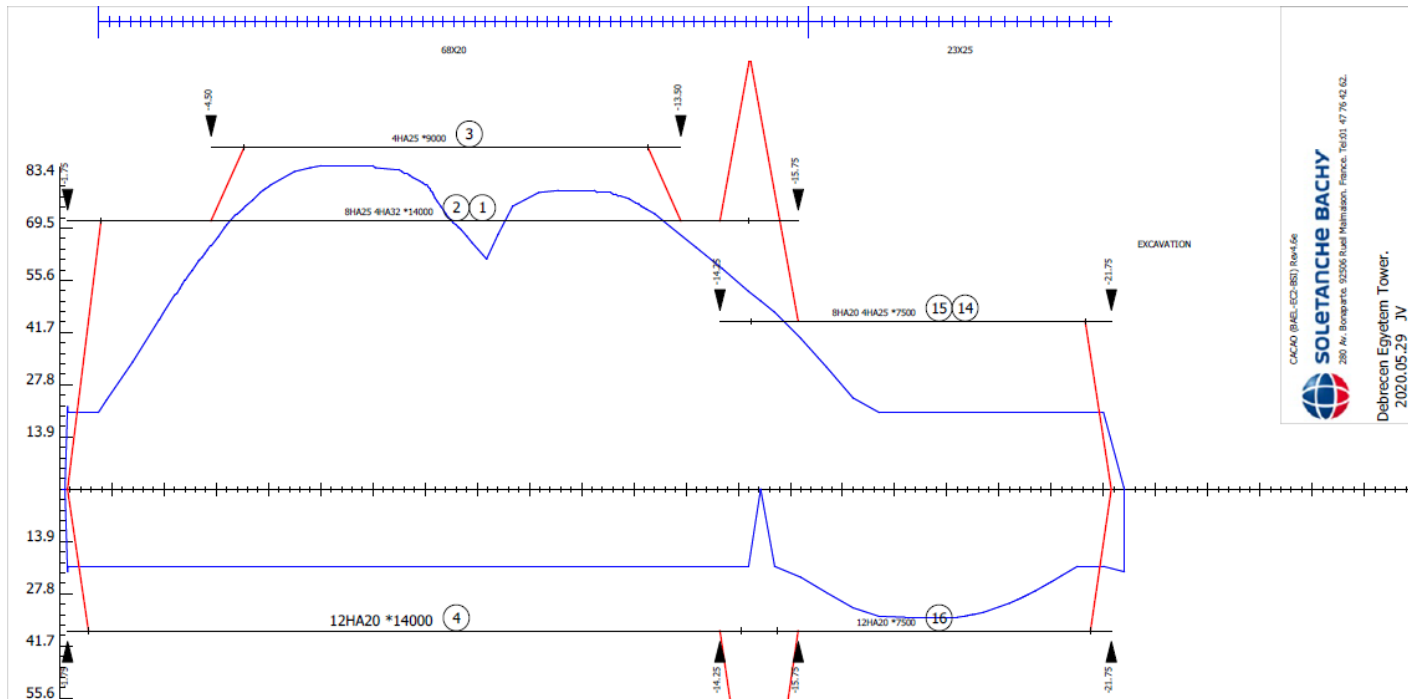 68X20
23X25
-4.50
-13.50
4HA25 *9000 3
83.4
-1.75
-15.75
8HA25 4HA32 *14000 2 1
69.5
EXCAVATION
55.6
-14.25
-21.75
8HA20 4HA25 *7500 15 14
41.7
27.8
13.9
13.9
27.8
12HA20 *14000 4
12HA20 *7500 16
41.7
-14.25
-15.75
-21.75
55.6
CACAO (BAEL-EC2-BS1) Rev4.6e
SOLETANCHE BACHY
280 Av. Bonaparte. 92506 Rueil Malmaison. France. Tel:01 47 76 42 62.
Debrecen Egyetem Tower.
2020.05.29 JV